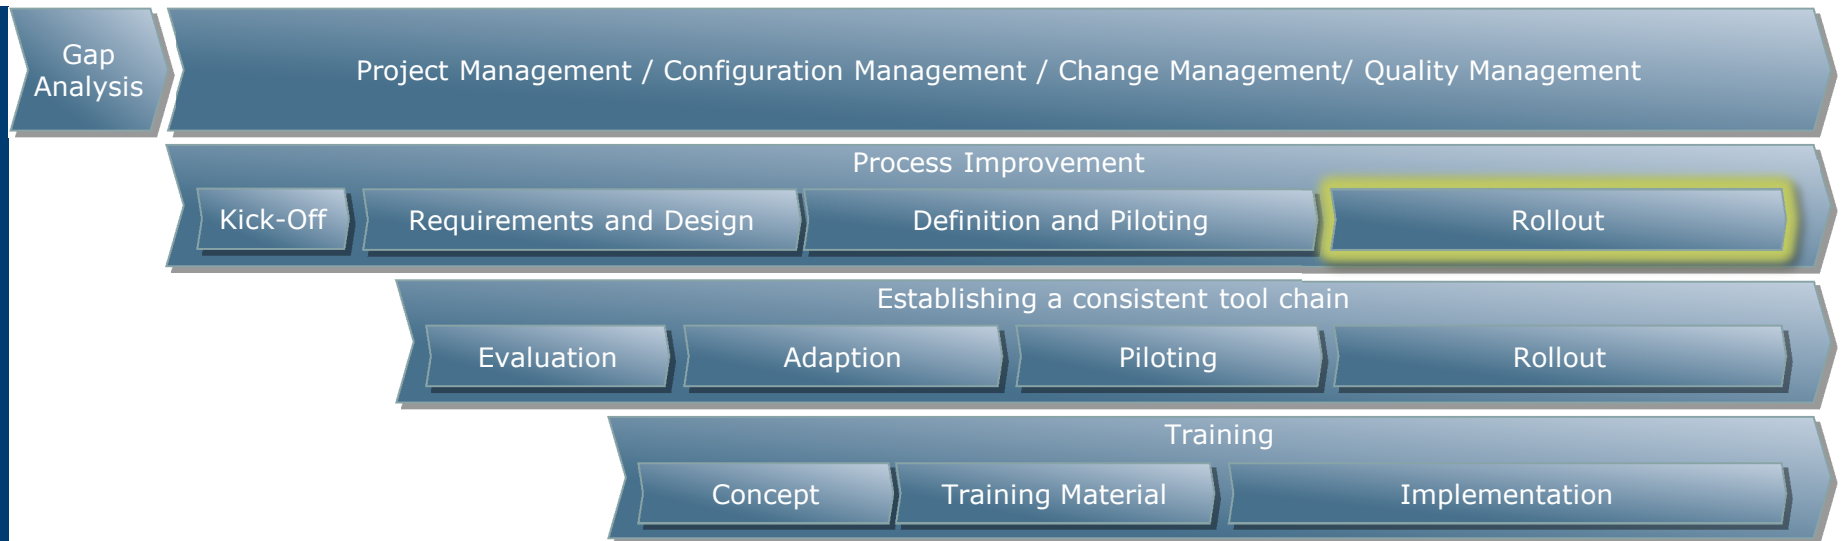 Gap
Analysis
Project Management / Configuration Management / Change Management/ Quality Management
Process Improvement
Kick-Off
Requirements and Design
Definition and Piloting
Rollout
Establishing a consistent tool chain
Evaluation
Adaption
Piloting
Rollout
Training
Concept
Training Material
Implementation